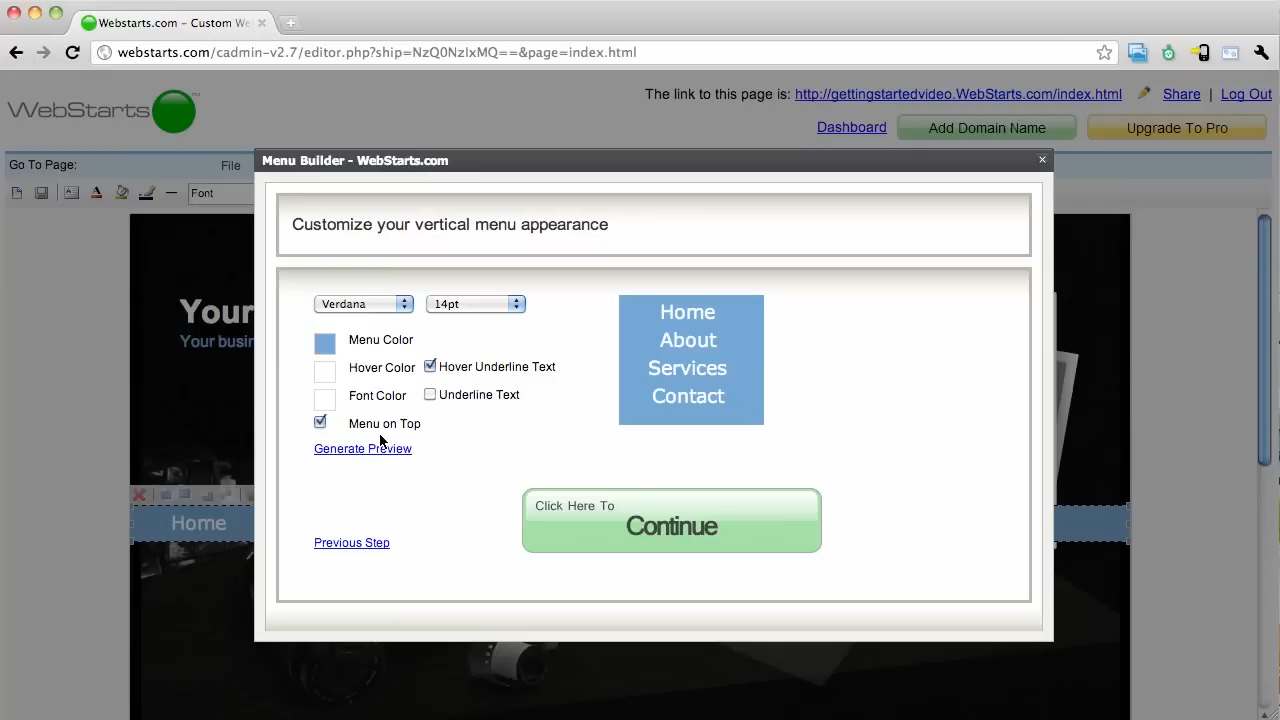 Webstarts.com – Custom We
webstarts.com/cadmin-v2.7/editor.php?ship=NzQ0NzIxMQ==&page=index.html
WebStarts
The link to this page is: http://gettingstartedvideo.WebStarts.com/index.html Share | Log Out
Dashboard Add Domain Name Upgrade To Pro
Go To Page: File
Menu Builder - WebStarts.com
Font
Customize your vertical menu appearance
Your
Your busin
Verdana 14pt
Menu Color
Hover Color Hover Underline Text
Font Color Underline Text
Menu on Top
Generate Preview
Home
About
Services
Contact
Click Here To
Continue
Home
Previous Step